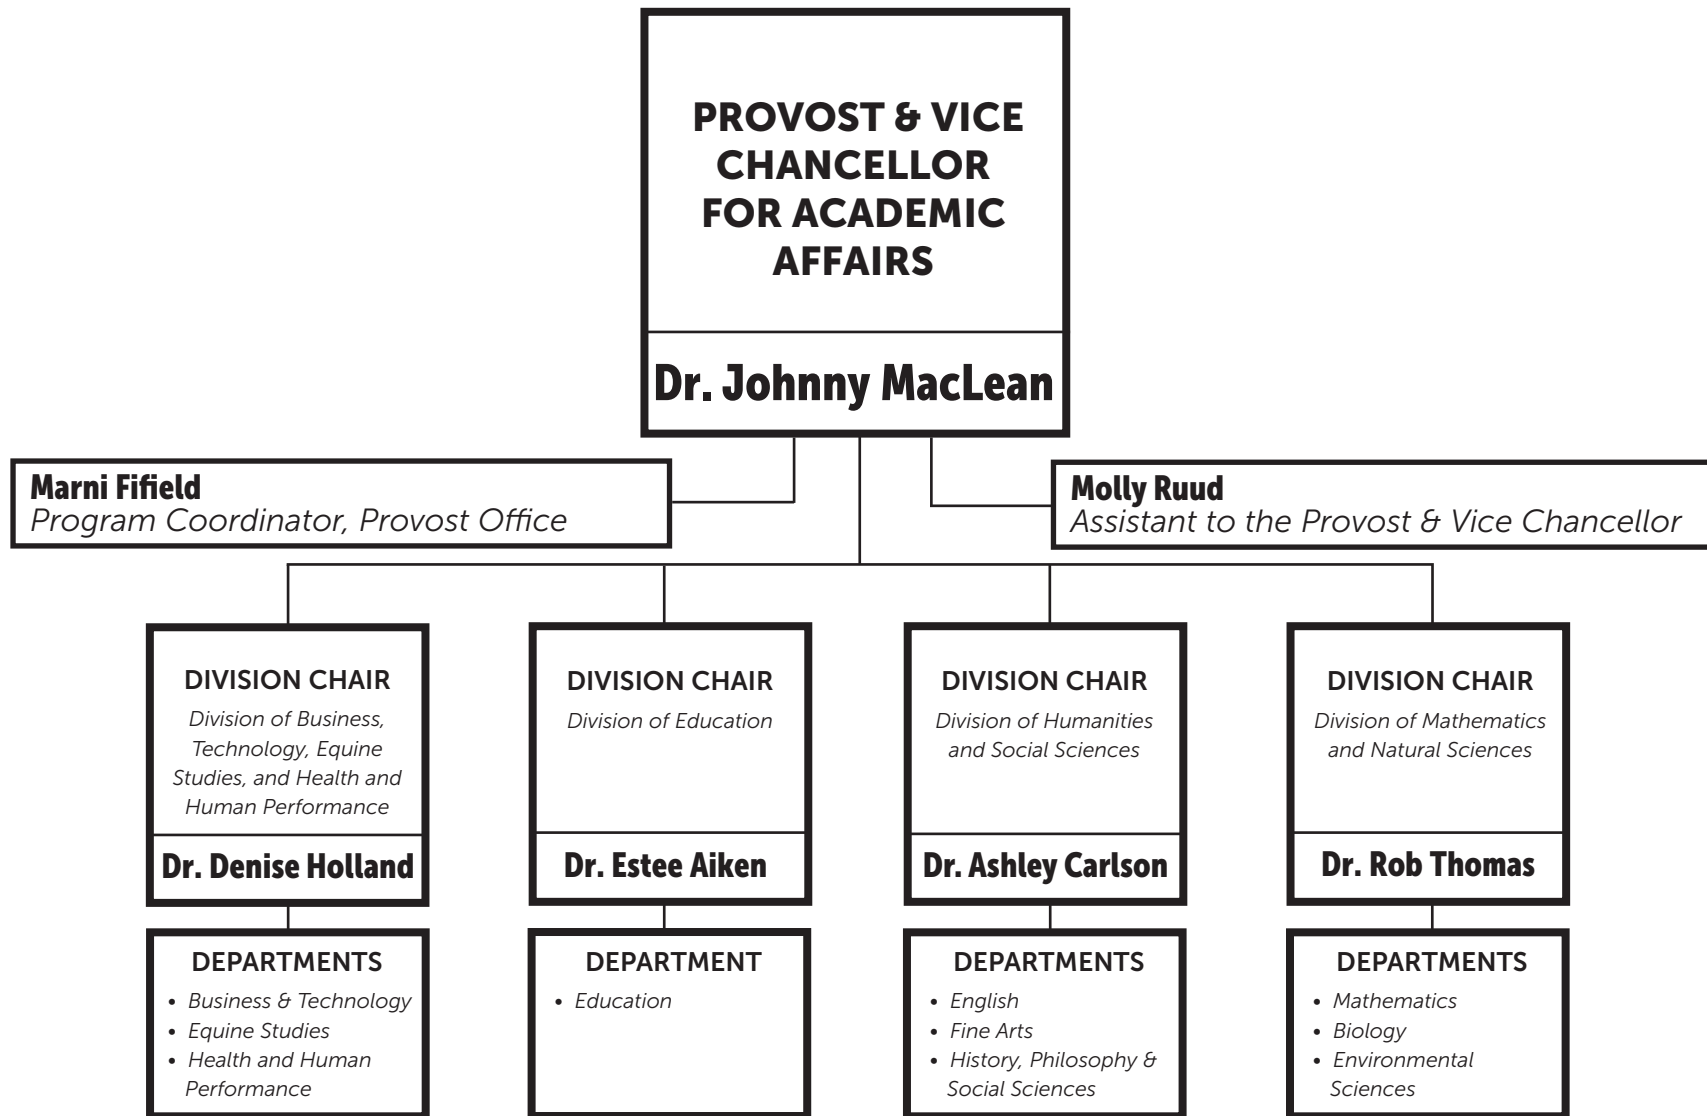 PROVOST & VICE
CHANCELLOR
FOR ACADEMIC
AFFAIRS
Dr. Johnny MacLean
Marni Fifield
Program Coordinator, Provost Office
Molly Ruud
Assistant to the Provost & Vice Chancellor
DIVISION CHAIR
Division of Business,
Technology, Equine
Studies, and Health and
Human Performance
Dr. Denise Holland
DEPARTMENTS
• Business & Technology
• Equine Studies
• Health and Human
Performance
DIVISION CHAIR
Division of Education
Dr. Estee Aiken
DEPARTMENT
• Education
DIVISION CHAIR
Division of Humanities
and Social Sciences
Dr. Ashley Carlson
DEPARTMENTS
• English
• Fine Arts
• History, Philosophy &
Social Sciences
DIVISION CHAIR
Division of Mathematics
and Natural Sciences
Dr. Rob Thomas
DEPARTMENTS
• Mathematics
• Biology
• Environmental
Sciences